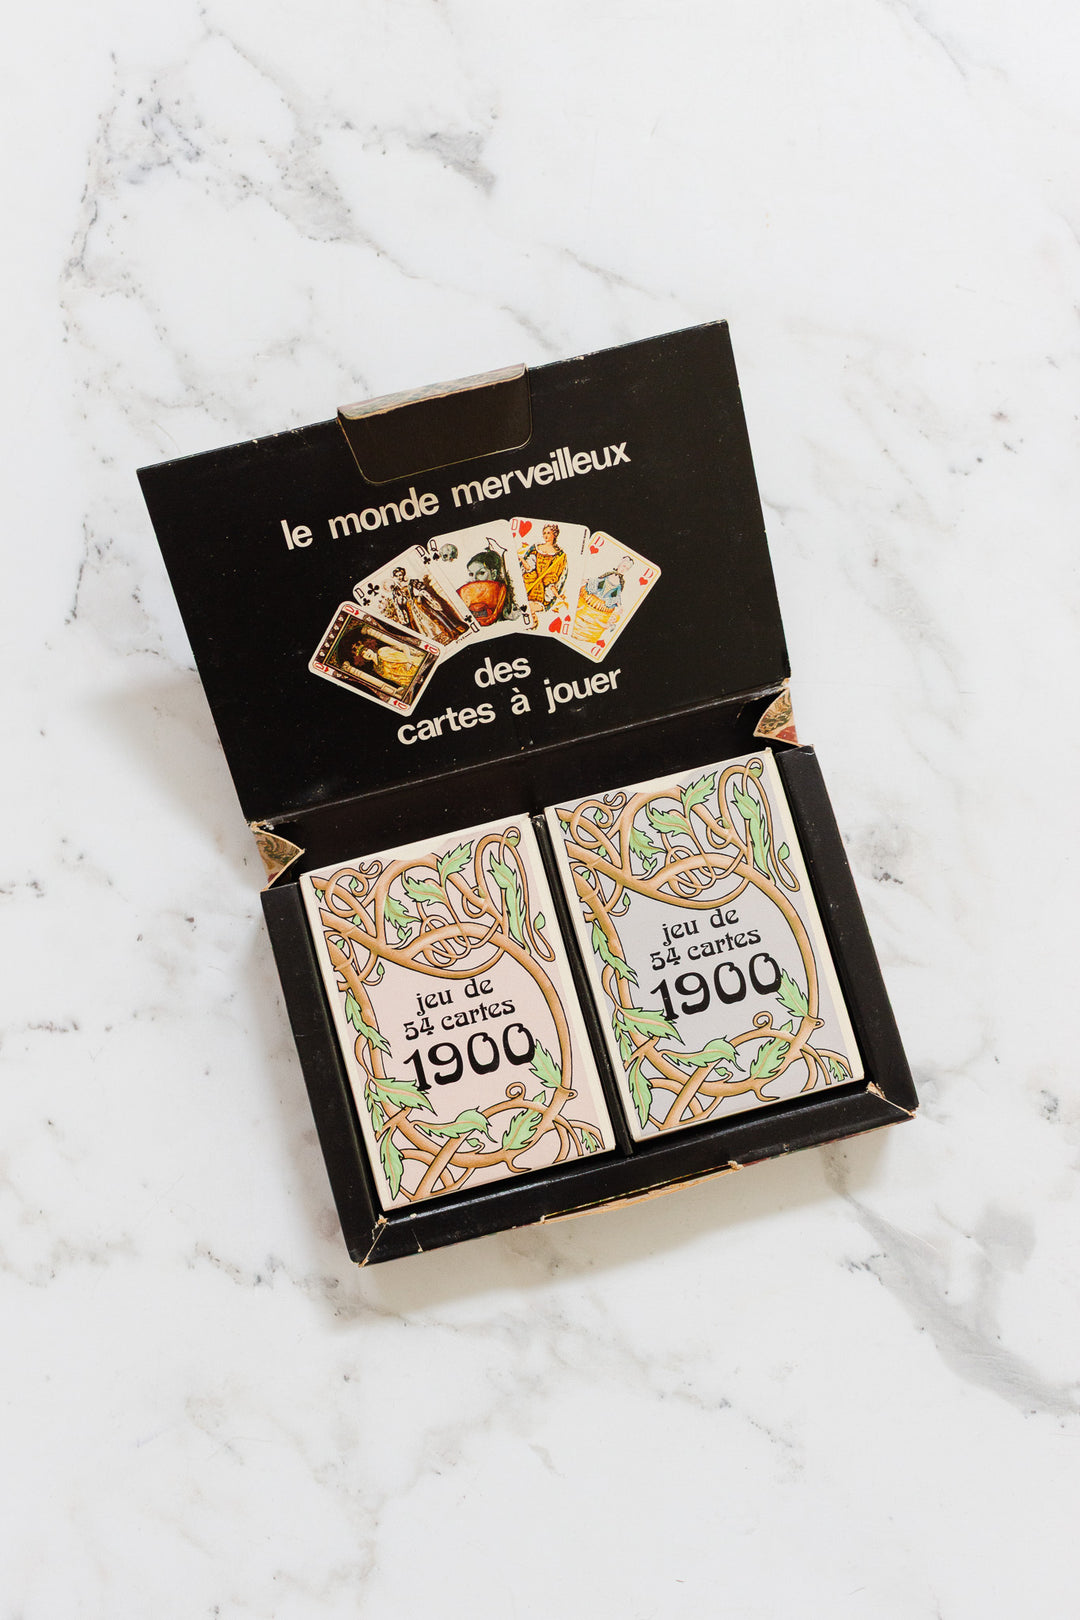 le monde merveilleux
des
cartes à jouer
jeu de
54 cartes
1900
jeu de
54 cartes
1900